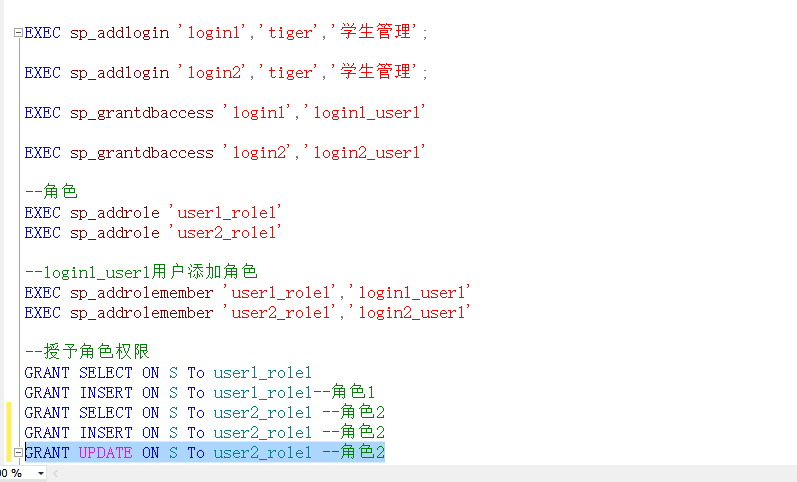 EXEC sp_addlogin 'login1','tiger','学生管理';
EXEC sp_addlogin 'login2','tiger','学生管理';
EXEC sp_grantdbaccess 'login1','login1_user1'
EXEC sp_grantdbaccess 'login2','login2_user1'
--角色
EXEC sp_addrole 'user1_role1'
EXEC sp_addrole 'user2_role1'
--login1_user1用户添加角色
EXEC sp_addrolemember 'user1_role1','login1_user1'
EXEC sp_addrolemember 'user2_role1','login2_user1'
--授予角色权限
GRANT SELECT ON S To user1_role1
GRANT INSERT ON S To user1_role1--角色1
GRANT SELECT ON S To user2_role1 --角色2
GRANT INSERT ON S To user2_role1 --角色2
GRANT UPDATE ON S To user2_role1 --角色2
00 %